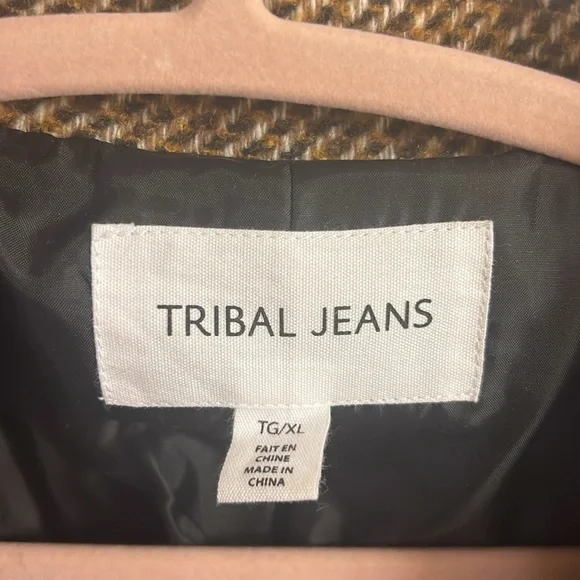 TRIBAL JEANS
TG/XL
FAIT EN
CHINE
MADE IN
CHINA